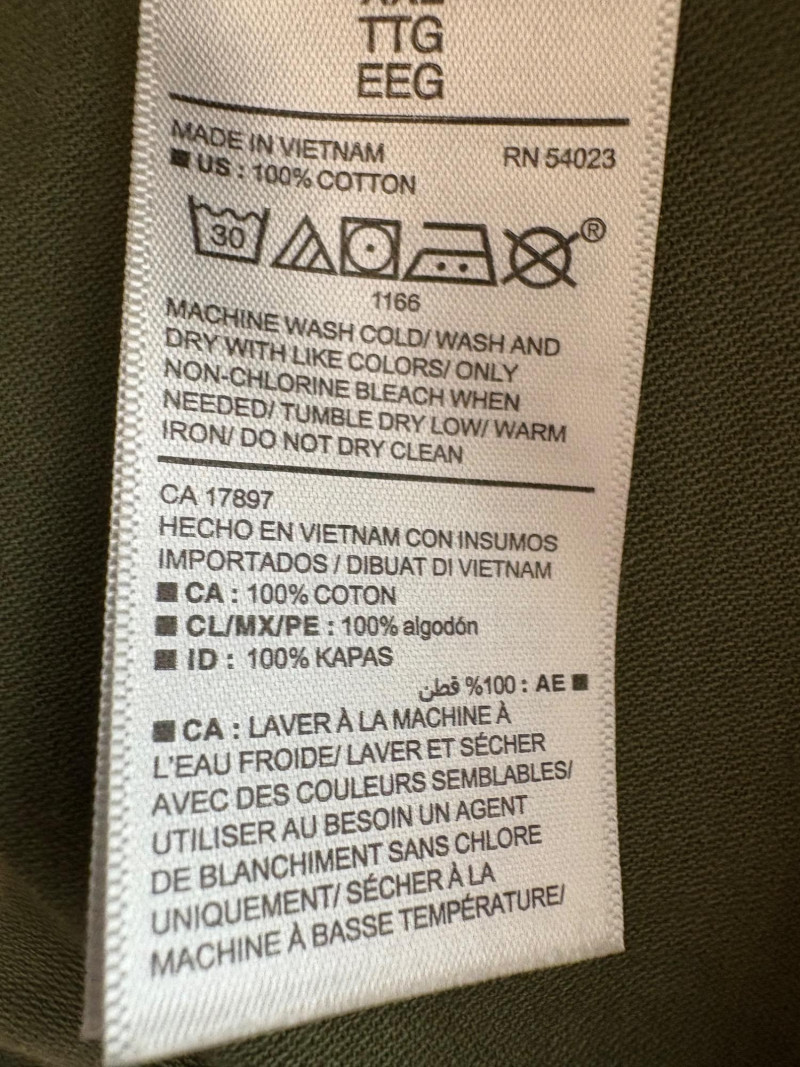 TTG
EEG
MADE IN VIETNAM RN 54023
■ US : 100% COTTON
30 ®
1166
MACHINE WASH COLD/ WASH AND
DRY WITH LIKE COLORS/ ONLY
NON-CHLORINE BLEACH WHEN
NEEDED/ TUMBLE DRY LOW/ WARM
IRON/ DO NOT DRY CLEAN
CA 17897
HECHO EN VIETNAM CON INSUMOS
IMPORTADOS / DIBUAT DI VIETNAM
■ CA : 100% COTON
■ CL/MX/PE : 100% algodón
■ ID : 100% KAPAS
■ AE : 100% قطن
■ CA : LAVER À LA MACHINE À
L'EAU FROIDE/ LAVER ET SÉCHER
AVEC DES COULEURS SEMBLABLES/
UTILISER AU BESOIN UN AGENT
DE BLANCHIMENT SANS CHLORE
UNIQUEMENT/ SÉCHER À LA
MACHINE À BASSE TEMPÉRATURE/